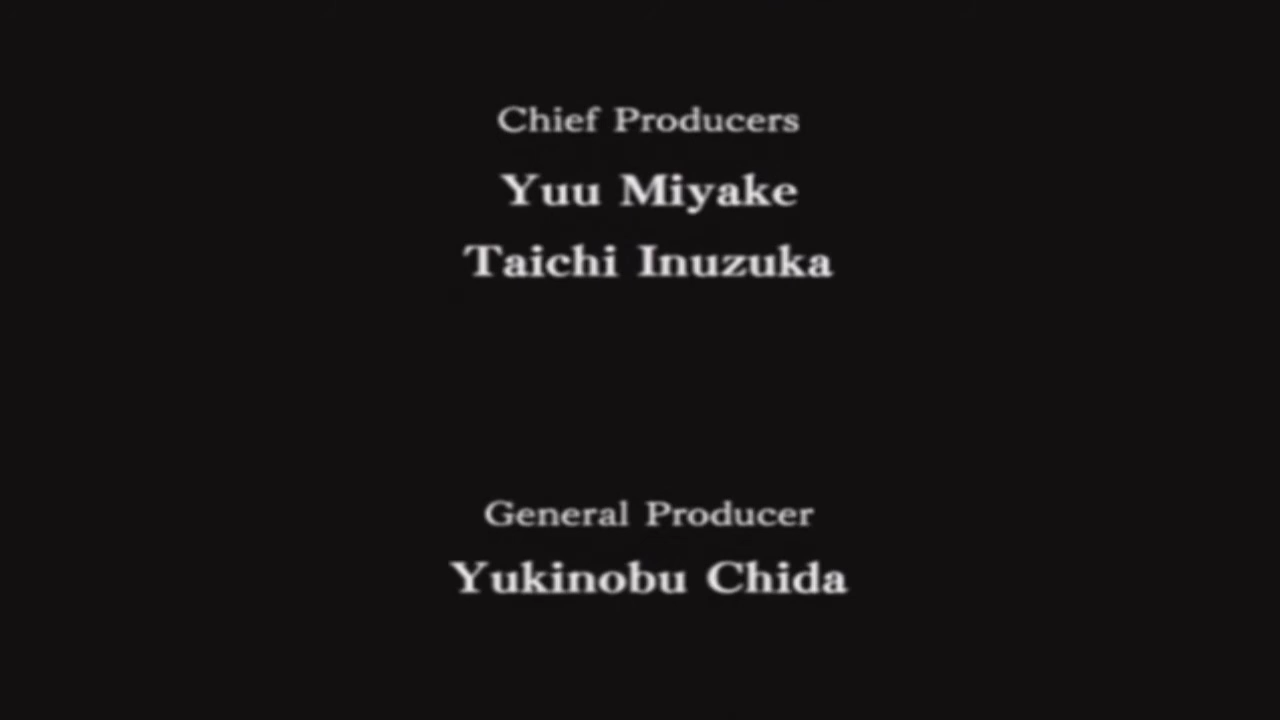 Chief Producers
Yuu Miyake
Taichi Inuzuka
General Producer
Yukinobu Chida